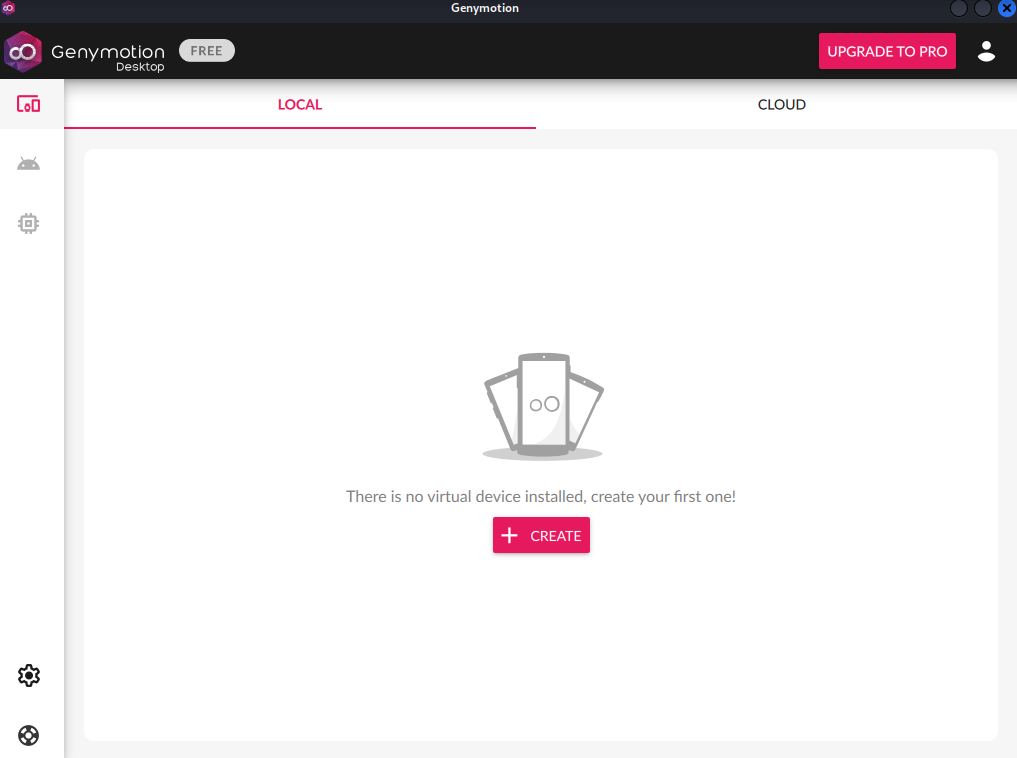 Genymotion
Genymotion
Desktop
FREE
UPGRADE TO PRO
LOCAL
CLOUD
There is no virtual device installed, create your first one!
+ CREATE